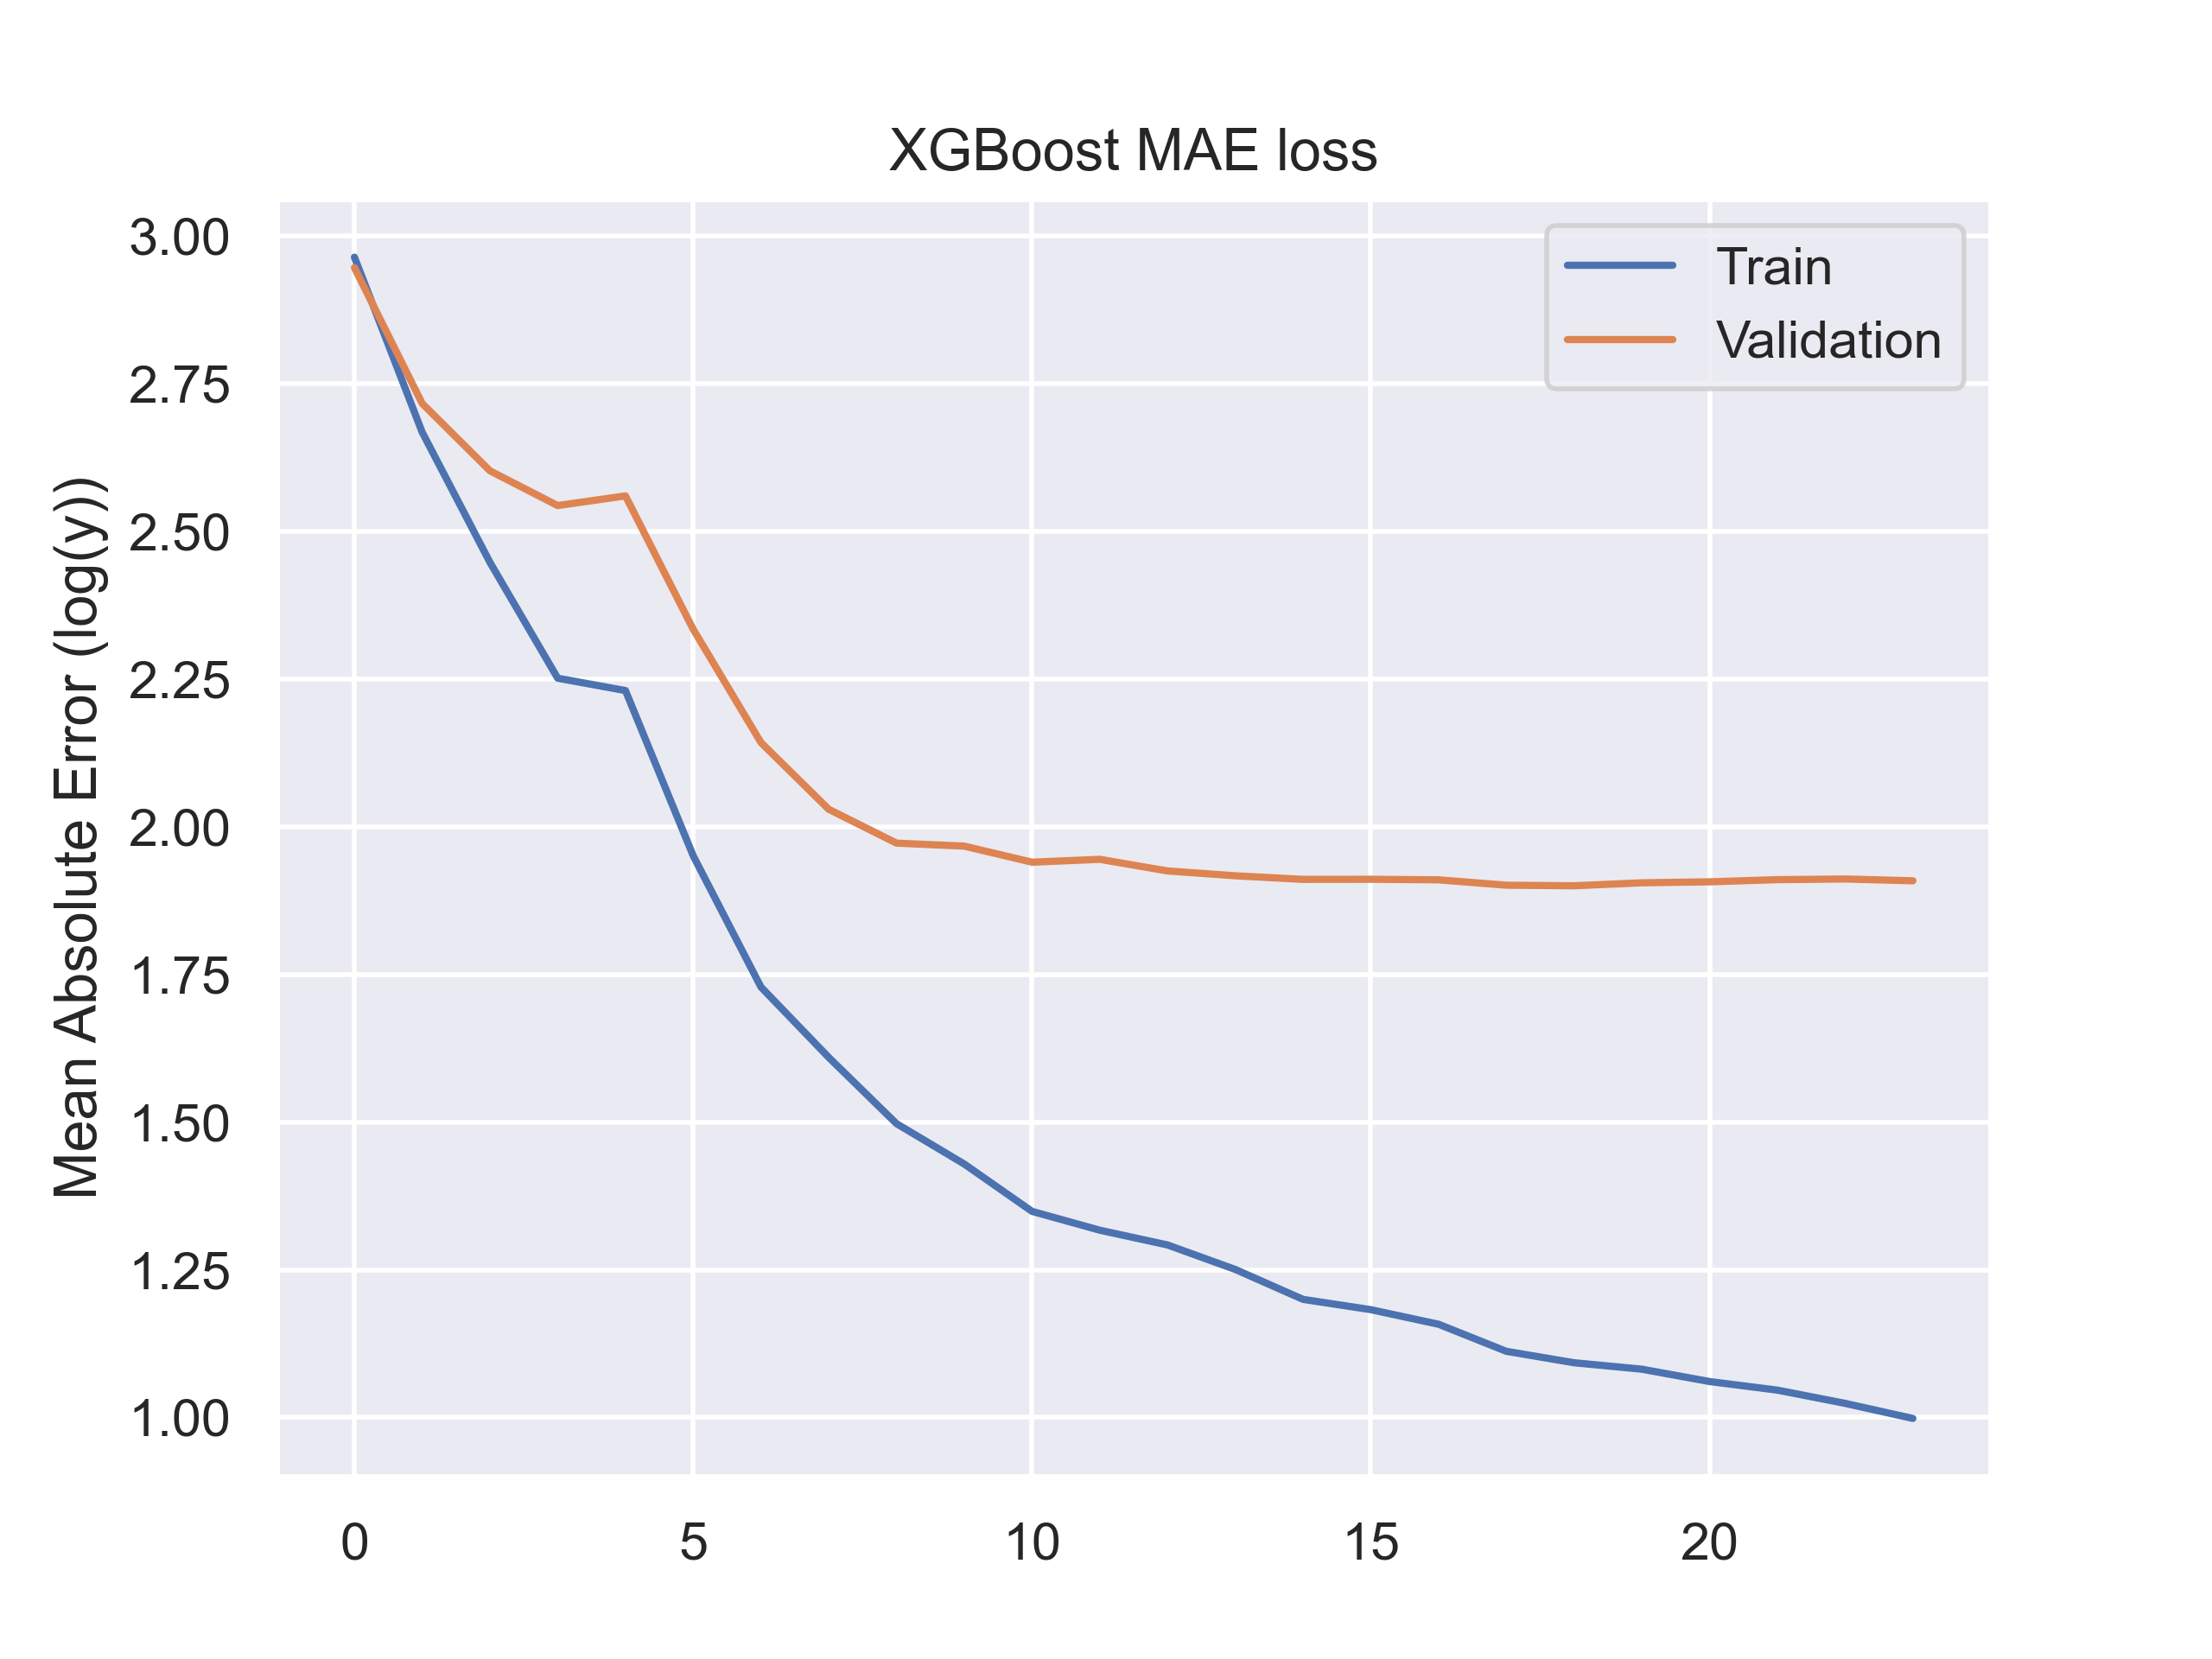 XGBoost MAE loss
Mean Absolute Error (log(y))
3.00
2.75
2.50
2.25
2.00
1.75
1.50
1.25
1.00
Train
Validation
0 5 10 15 20